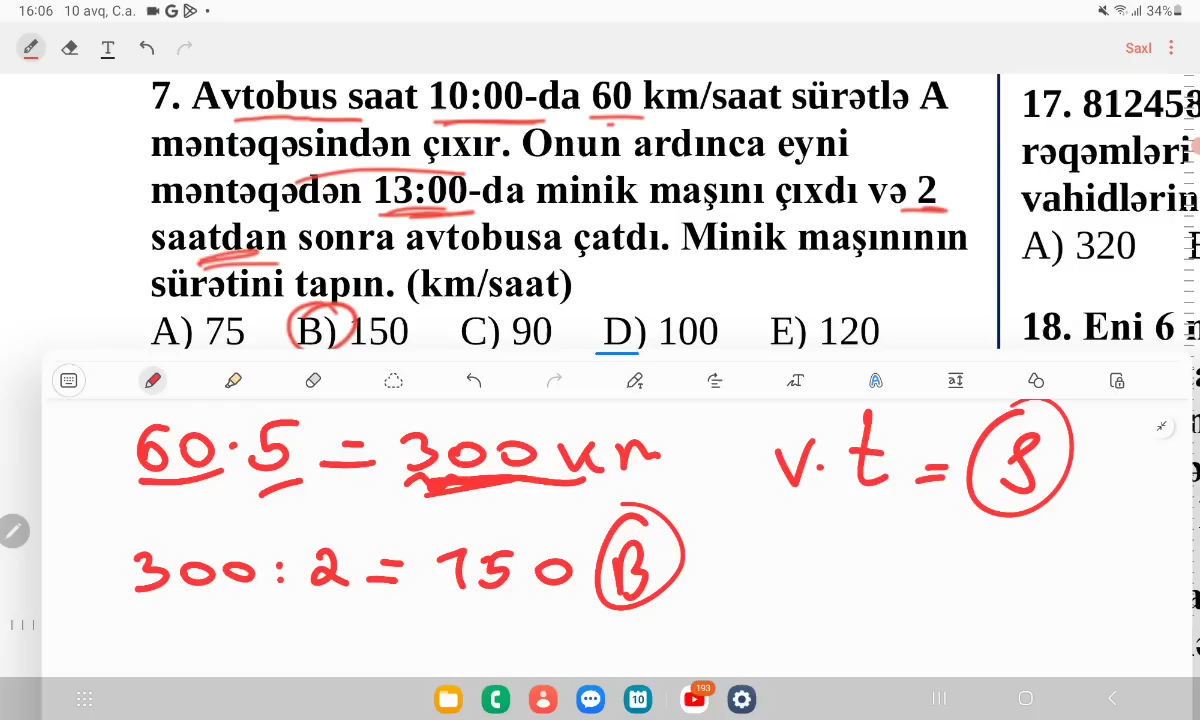 16:06 10 avq, C.a. 34%
T Saxl
7. Avtobus saat 10:00-da 60 km/saat sürətlə A
məntəqəsindən çıxır. Onun ardınca eyni
məntəqədən 13:00-da minik maşını çıxdı və 2
saatdan sonra avtobusa çatdı. Minik maşınının
sürətini tapın. (km/saat)
A) 75 B) 150 C) 90 D) 100 E) 120
17. 812458
rəqəmləri
vahidlərin
A) 320
18. Eni 6
60 · 5 = 300 km v. t = S
300 : 2 = 150 B
10 193